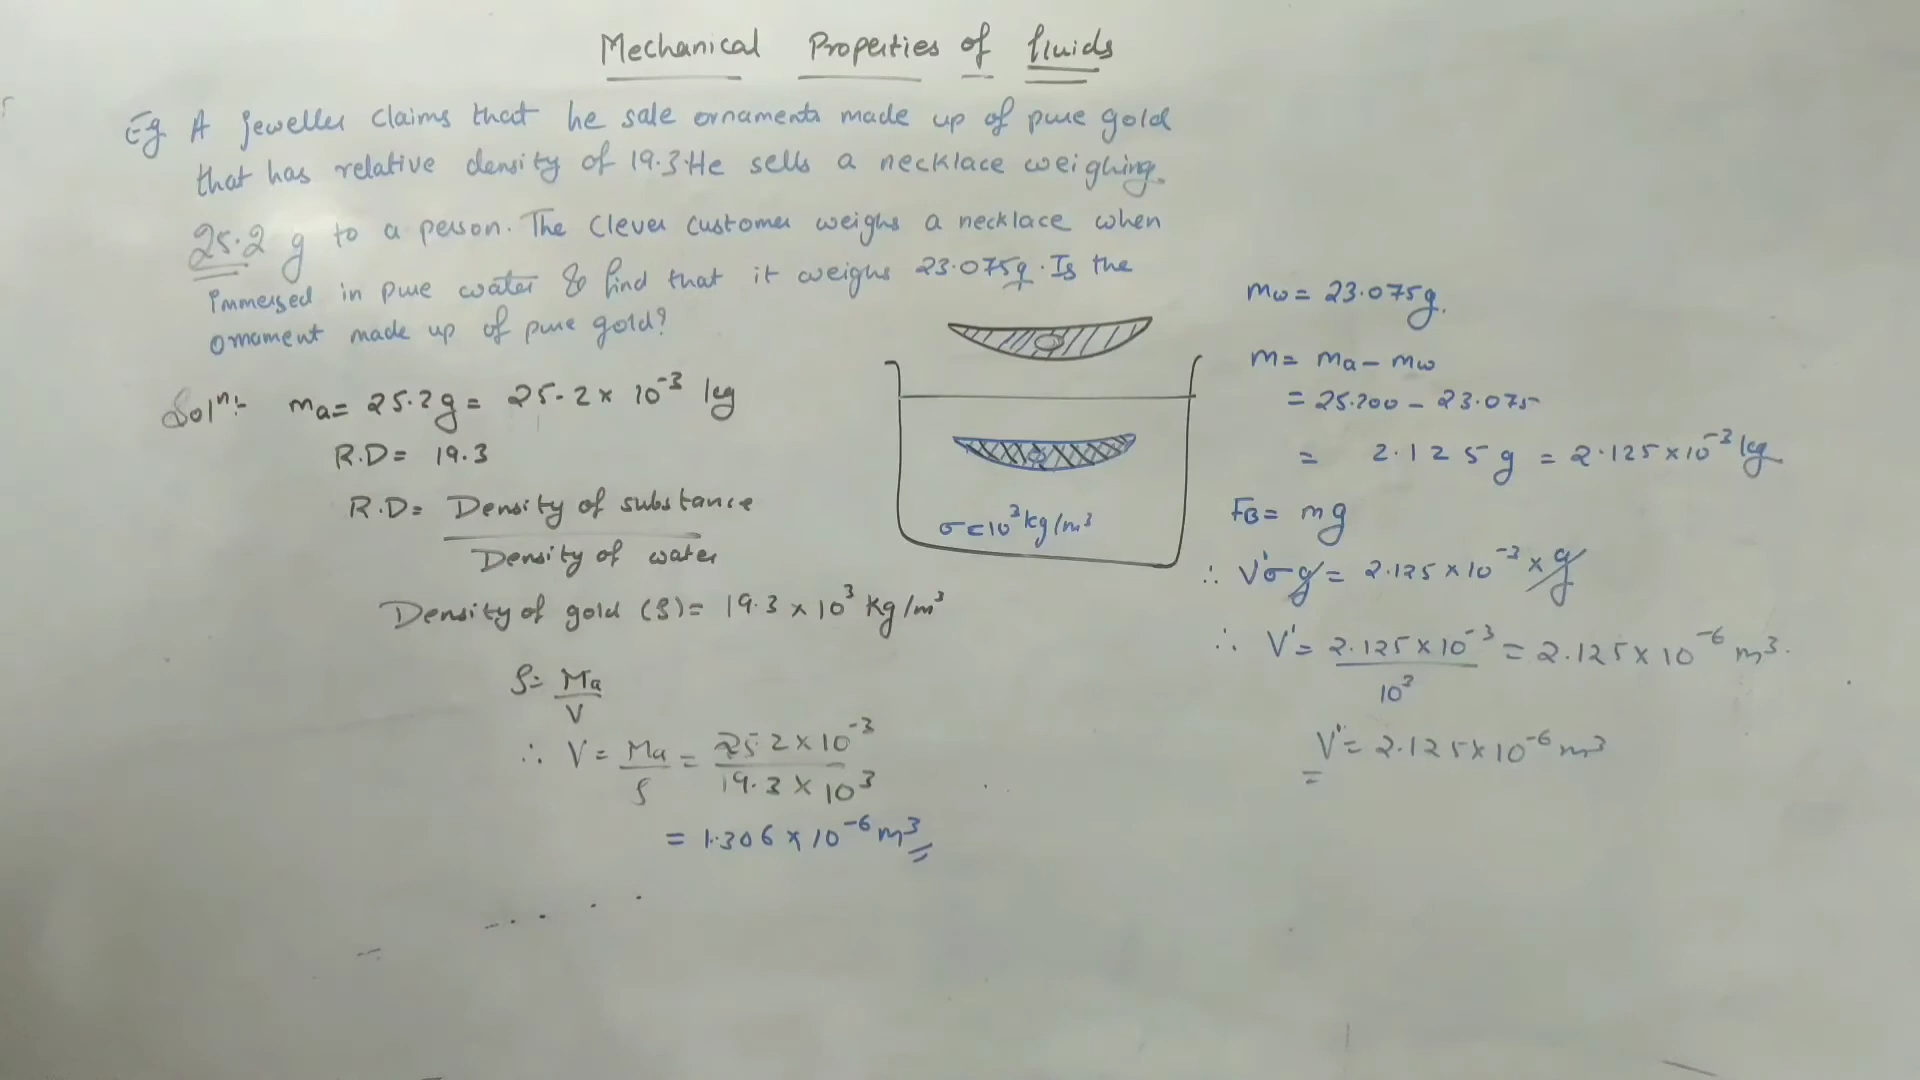 Mechanical Properties of fluids
Eg. A jeweller claims that he sale ornaments made up of pure gold
that has relative density of 19.3. He sells a necklace weighing
25.2 g to a person. The clever customer weighs a necklace when
immersed in pure water & find that it weighs 23.075g. Is the
ornament made up of pure gold?
Solⁿ:- ma = 25.2g = 25.2 x 10⁻³ kg
R.D = 19.3
R.D = Density of substance
Density of water
Density of gold (ρ) = 19.3 x 10³ kg/m³
ρ = Ma
V
∴ V = Ma = 25.2 x 10⁻³
ρ 19.3 x 10³
= 1.306 x 10⁻⁶ m³
σ = 10³ kg/m³
mω = 23.075g.
m = ma - mω
= 25.200 - 23.075
= 2.125 g = 2.125 x 10⁻³ kg
FB = mg
∴ V'σg = 2.125 x 10⁻³ x g
∴ V' = 2.125 x 10⁻³ = 2.125 x 10⁻⁶ m³.
10³
V' = 2.125 x 10⁻⁶ m³